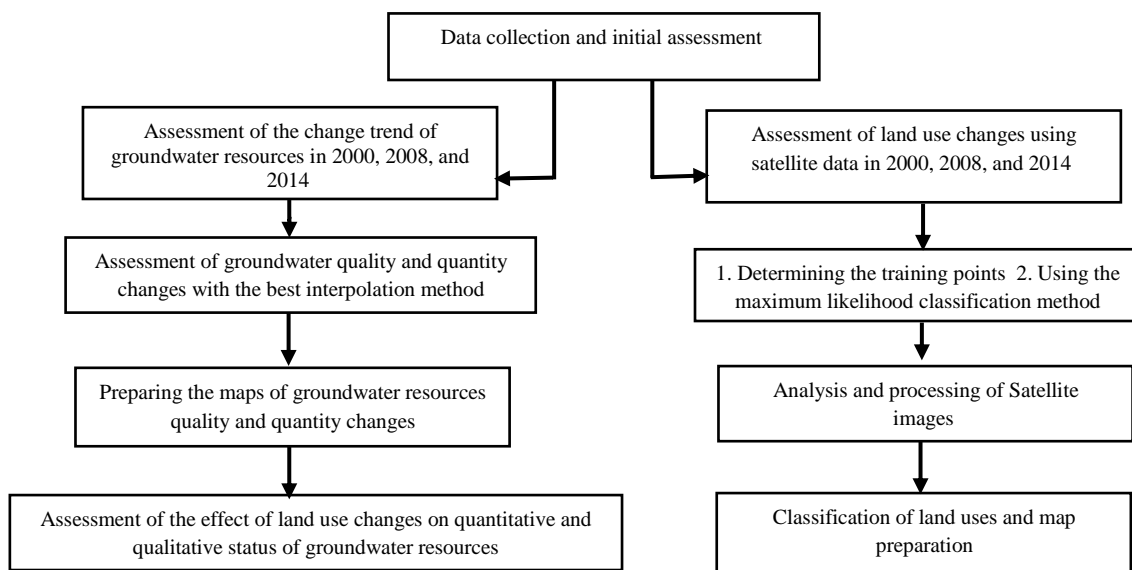 Data collection and initial assessment
Assessment of the change trend of
groundwater resources in 2000, 2008, and
2014
Assessment of land use changes using
satellite data in 2000, 2008, and 2014
Assessment of groundwater quality and quantity
changes with the best interpolation method
1. Determining the training points 2. Using the
maximum likelihood classification method
Preparing the maps of groundwater resources
quality and quantity changes
Analysis and processing of Satellite
images
Assessment of the effect of land use changes on quantitative and
qualitative status of groundwater resources
Classification of land uses and map
preparation